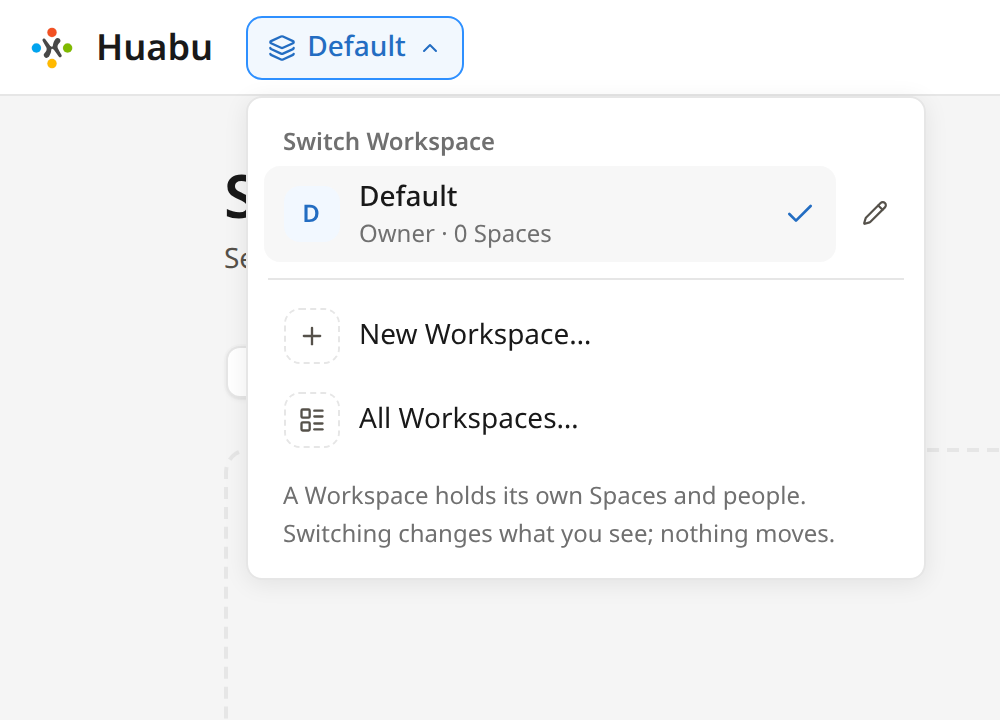 Huabu
Default
Switch Workspace
D
Default
Owner · 0 Spaces
New Workspace...
All Workspaces...
A Workspace holds its own Spaces and people.
Switching changes what you see; nothing moves.